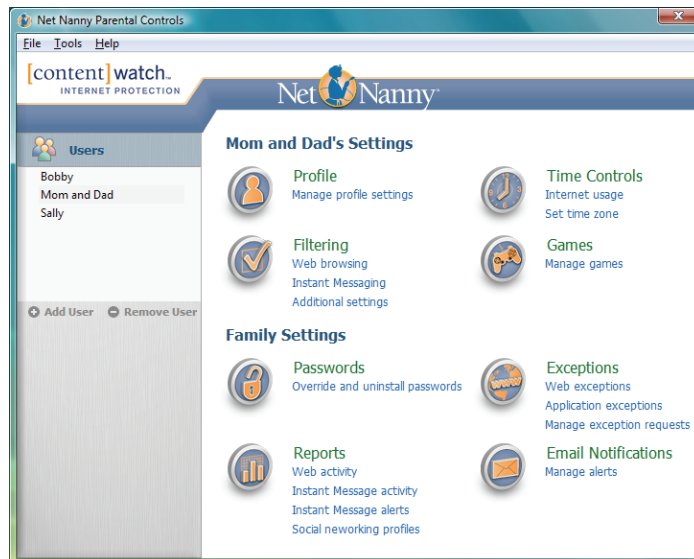 Net Nanny Parental Controls
File Tools Help
[content]watch™
INTERNET PROTECTION
Net Nanny
Users
Bobby
Mom and Dad
Sally
Add User Remove User
Mom and Dad's Settings
Profile
Manage profile settings
Time Controls
Internet usage
Set time zone
Filtering
Web browsing
Instant Messaging
Additional settings
Games
Manage games
Family Settings
Passwords
Override and uninstall passwords
Exceptions
Web exceptions
Application exceptions
Manage exception requests
Reports
Web activity
Instant Message activity
Instant Message alerts
Social neworking profiles
Email Notifications
Manage alerts
www